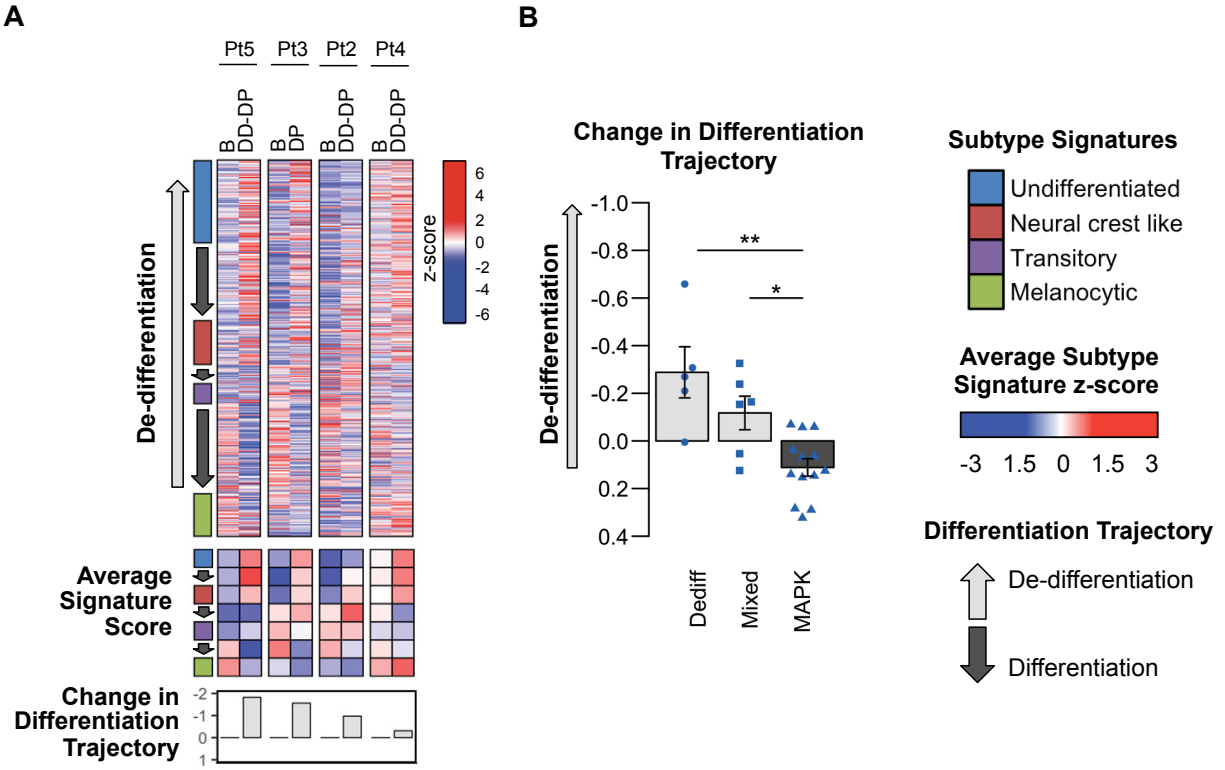 A
Pt5 Pt3 Pt2 Pt4
B DD-DP B DP B DD-DP B DD-DP
De-differentiation
6
4
2
0
-2
-4
-6
z-score
Average
Signature
Score
Change in
Differentiation
Trajectory
-2
-1
0
1
B
Change in Differentiation
Trajectory
De-differentiation
-1.0
-0.8
-0.6
-0.4
-0.2
0.0
0.2
0.4
**
*
Dediff Mixed MAPK
Subtype Signatures
Undifferentiated
Neural crest like
Transitory
Melanocytic
Average Subtype
Signature z-score
-3 1.5 0 1.5 3
Differentiation Trajectory
De-differentiation
Differentiation